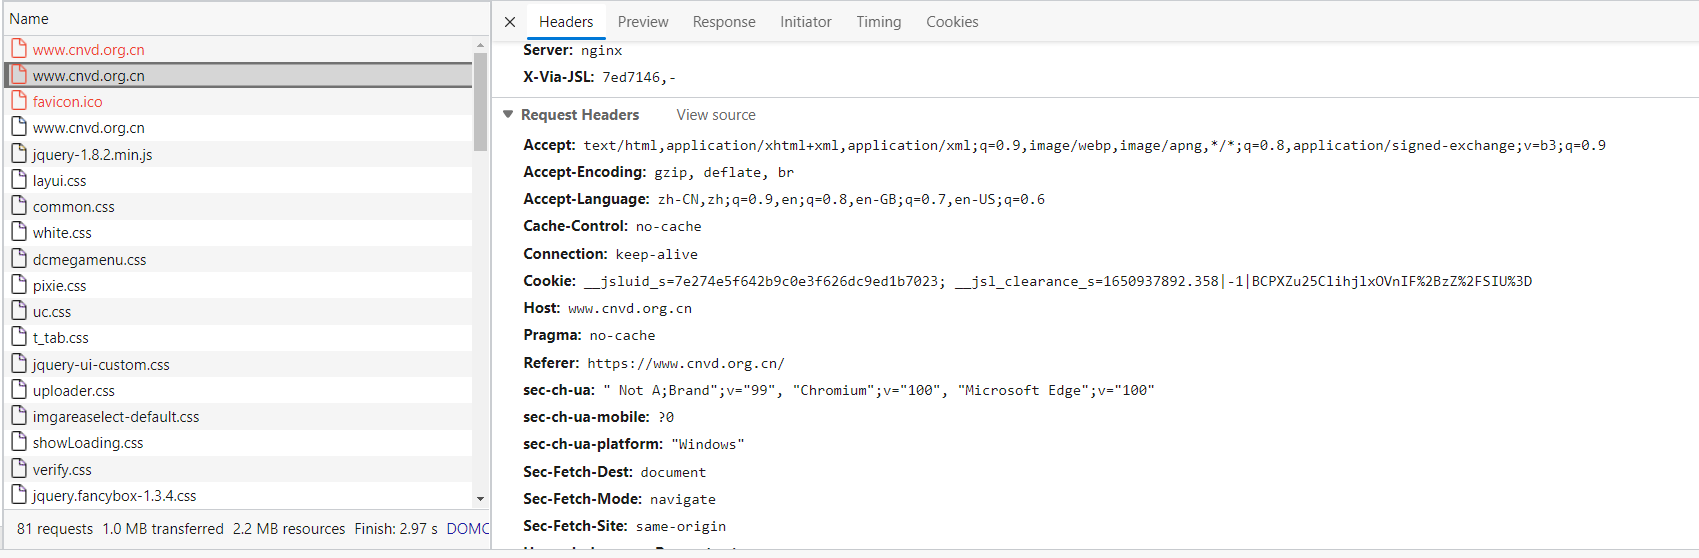 Name
www.cnvd.org.cn
www.cnvd.org.cn
favicon.ico
www.cnvd.org.cn
jquery-1.8.2.min.js
layui.css
common.css
white.css
dcmegamenu.css
pixie.css
uc.css
t_tab.css
jquery-ui-custom.css
uploader.css
imgareaselect-default.css
showLoading.css
verify.css
jquery.fancybox-1.3.4.css
81 requests 1.0 MB transferred 2.2 MB resources Finish: 2.97 s DOMC
Headers Preview Response Initiator Timing Cookies
Server: nginx
X-Via-JSL: 7ed7146,-
Request Headers View source
Accept: text/html,application/xhtml+xml,application/xml;q=0.9,image/webp,image/apng,*/*;q=0.8,application/signed-exchange;v=b3;q=0.9
Accept-Encoding: gzip, deflate, br
Accept-Language: zh-CN,zh;q=0.9,en;q=0.8,en-GB;q=0.7,en-US;q=0.6
Cache-Control: no-cache
Connection: keep-alive
Cookie: __jsluid_s=7e274e5f642b9c0e3f626dc9ed1b7023; __jsl_clearance_s=1650937892.358|-1|BCPXZu25ClihjlxOVnIF%2BzZ%2FSIU%3D
Host: www.cnvd.org.cn
Pragma: no-cache
Referer: https://www.cnvd.org.cn/
sec-ch-ua: " Not A;Brand";v="99", "Chromium";v="100", "Microsoft Edge";v="100"
sec-ch-ua-mobile: ?0
sec-ch-ua-platform: "Windows"
Sec-Fetch-Dest: document
Sec-Fetch-Mode: navigate
Sec-Fetch-Site: same-origin